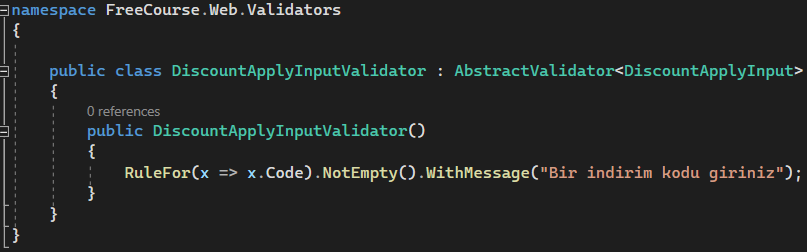 namespace FreeCourse.Web.Validators
{
public class DiscountApplyInputValidator : AbstractValidator<DiscountApplyInput>
{
0 references
public DiscountApplyInputValidator()
{
RuleFor(x => x.Code).NotEmpty().WithMessage("Bir indirim kodu giriniz");
}
}
}